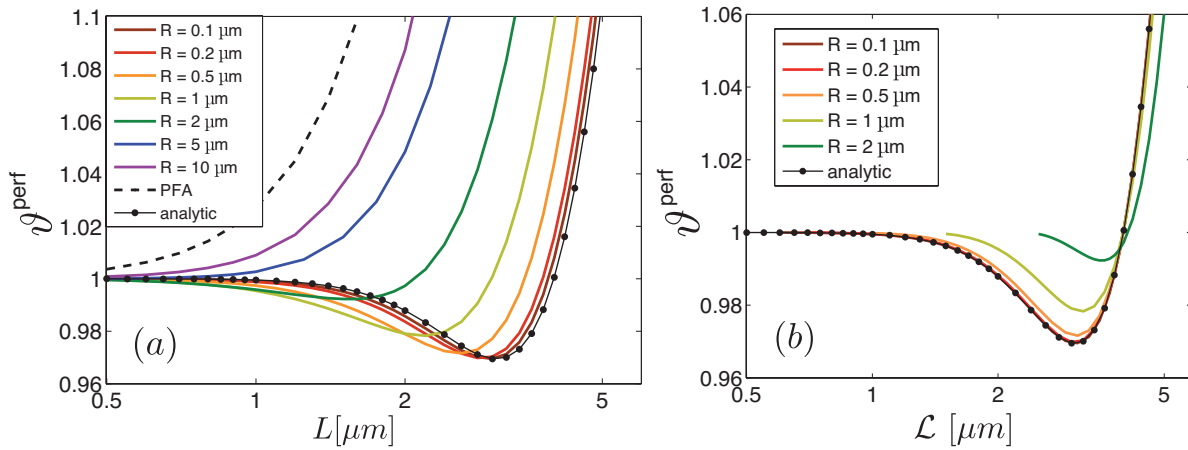 1.1
1.08
1.06
1.04
1.02
1
0.98
0.96
ϑ^perf
R = 0.1 µm
R = 0.2 µm
R = 0.5 µm
R = 1 µm
R = 2 µm
R = 5 µm
R = 10 µm
PFA
analytic
(a)
0.5 1 2 5
L[µm]
1.06
1.04
1.02
1
0.98
0.96
ϑ^perf
R = 0.1 µm
R = 0.2 µm
R = 0.5 µm
R = 1 µm
R = 2 µm
analytic
(b)
0.5 1 2 5
ℒ [µm]